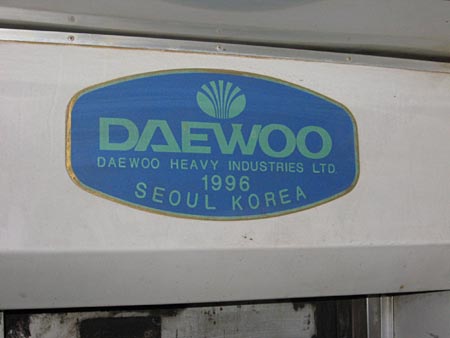 DAEWOO
DAEWOO HEAVY INDUSTRIES LTD.
1996
SEOUL KOREA